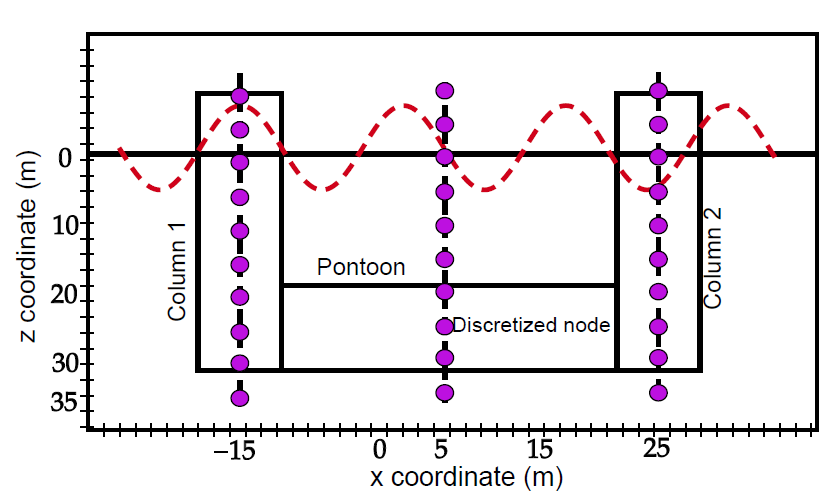 0
10
20
30
35
z coordinate (m)
Column 1
Pontoon
Discretized node
Column 2
−15
0
5
15
25
x coordinate (m)